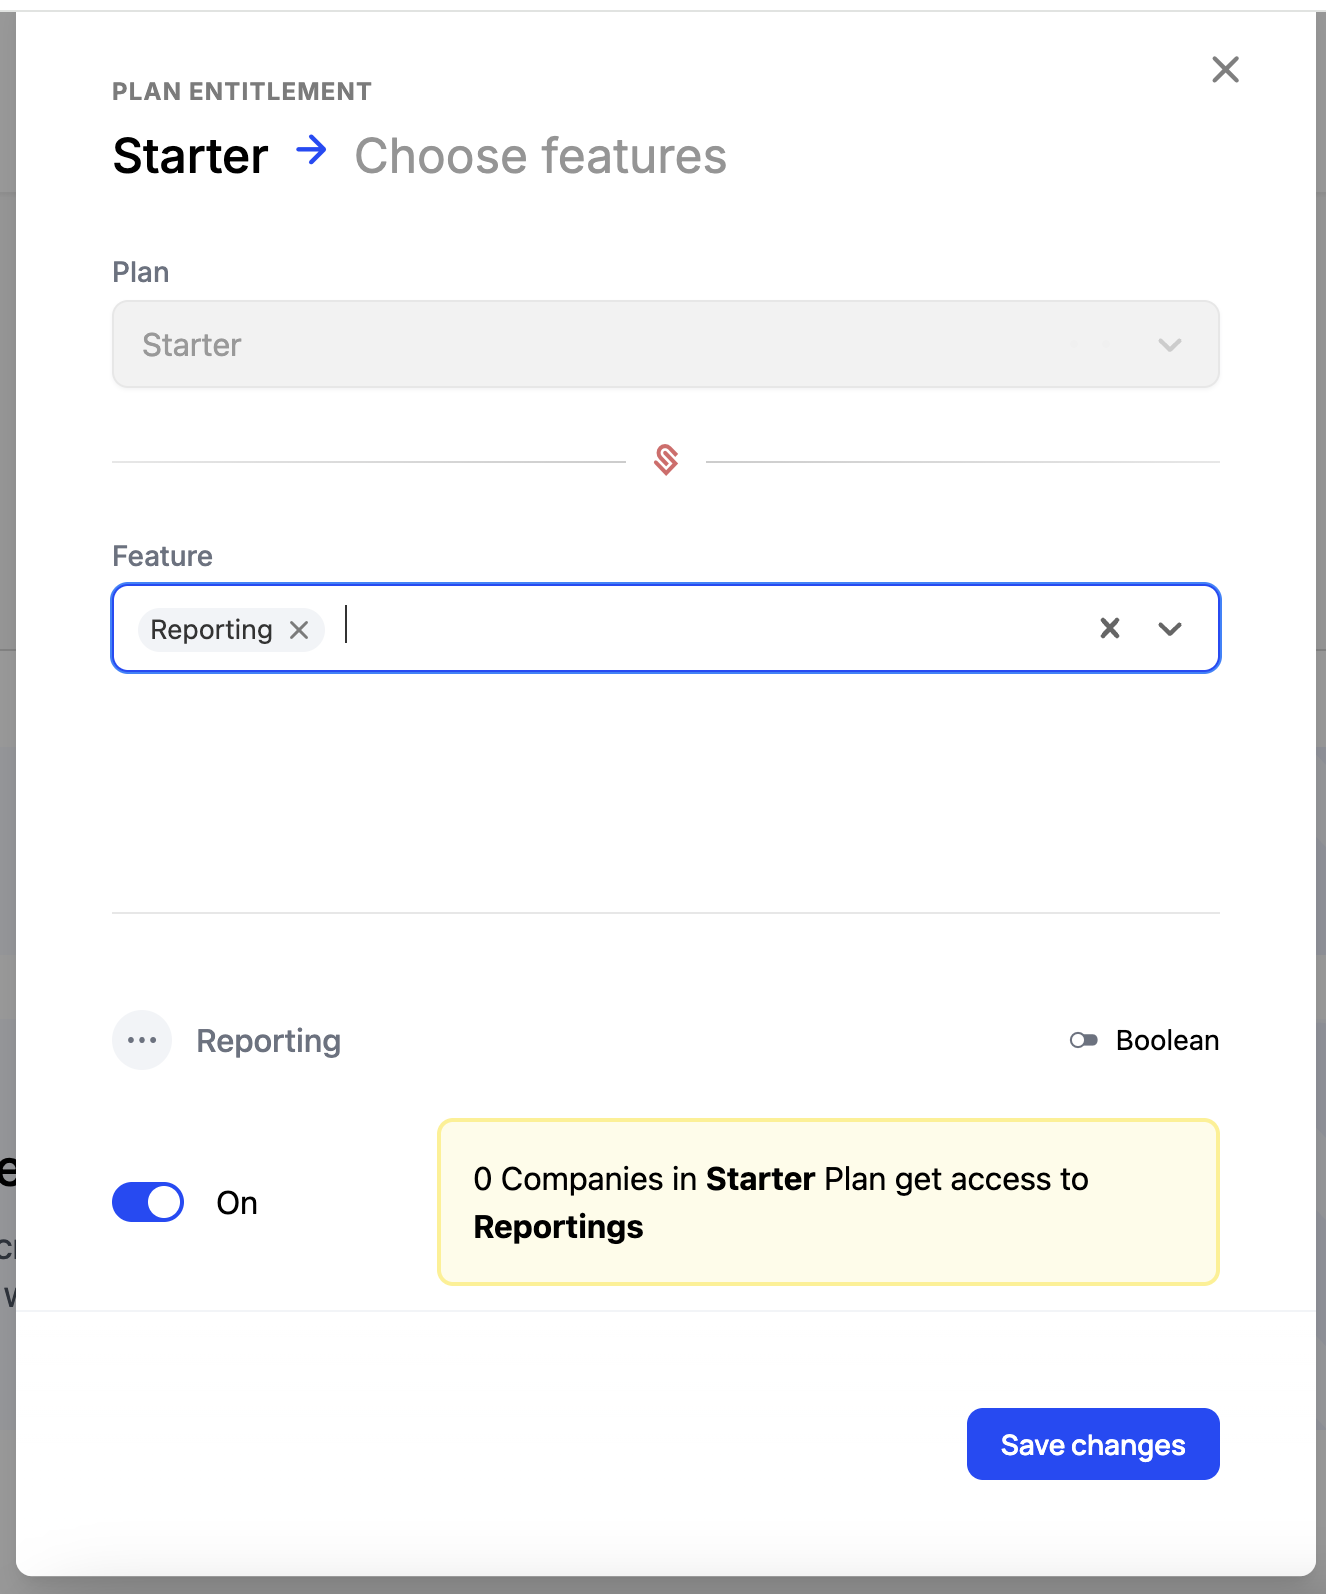 PLAN ENTITLEMENT
Starter → Choose features
Plan
Starter
Feature
Reporting
Reporting
Boolean
On
0 Companies in Starter Plan get access to
Reportings
Save changes